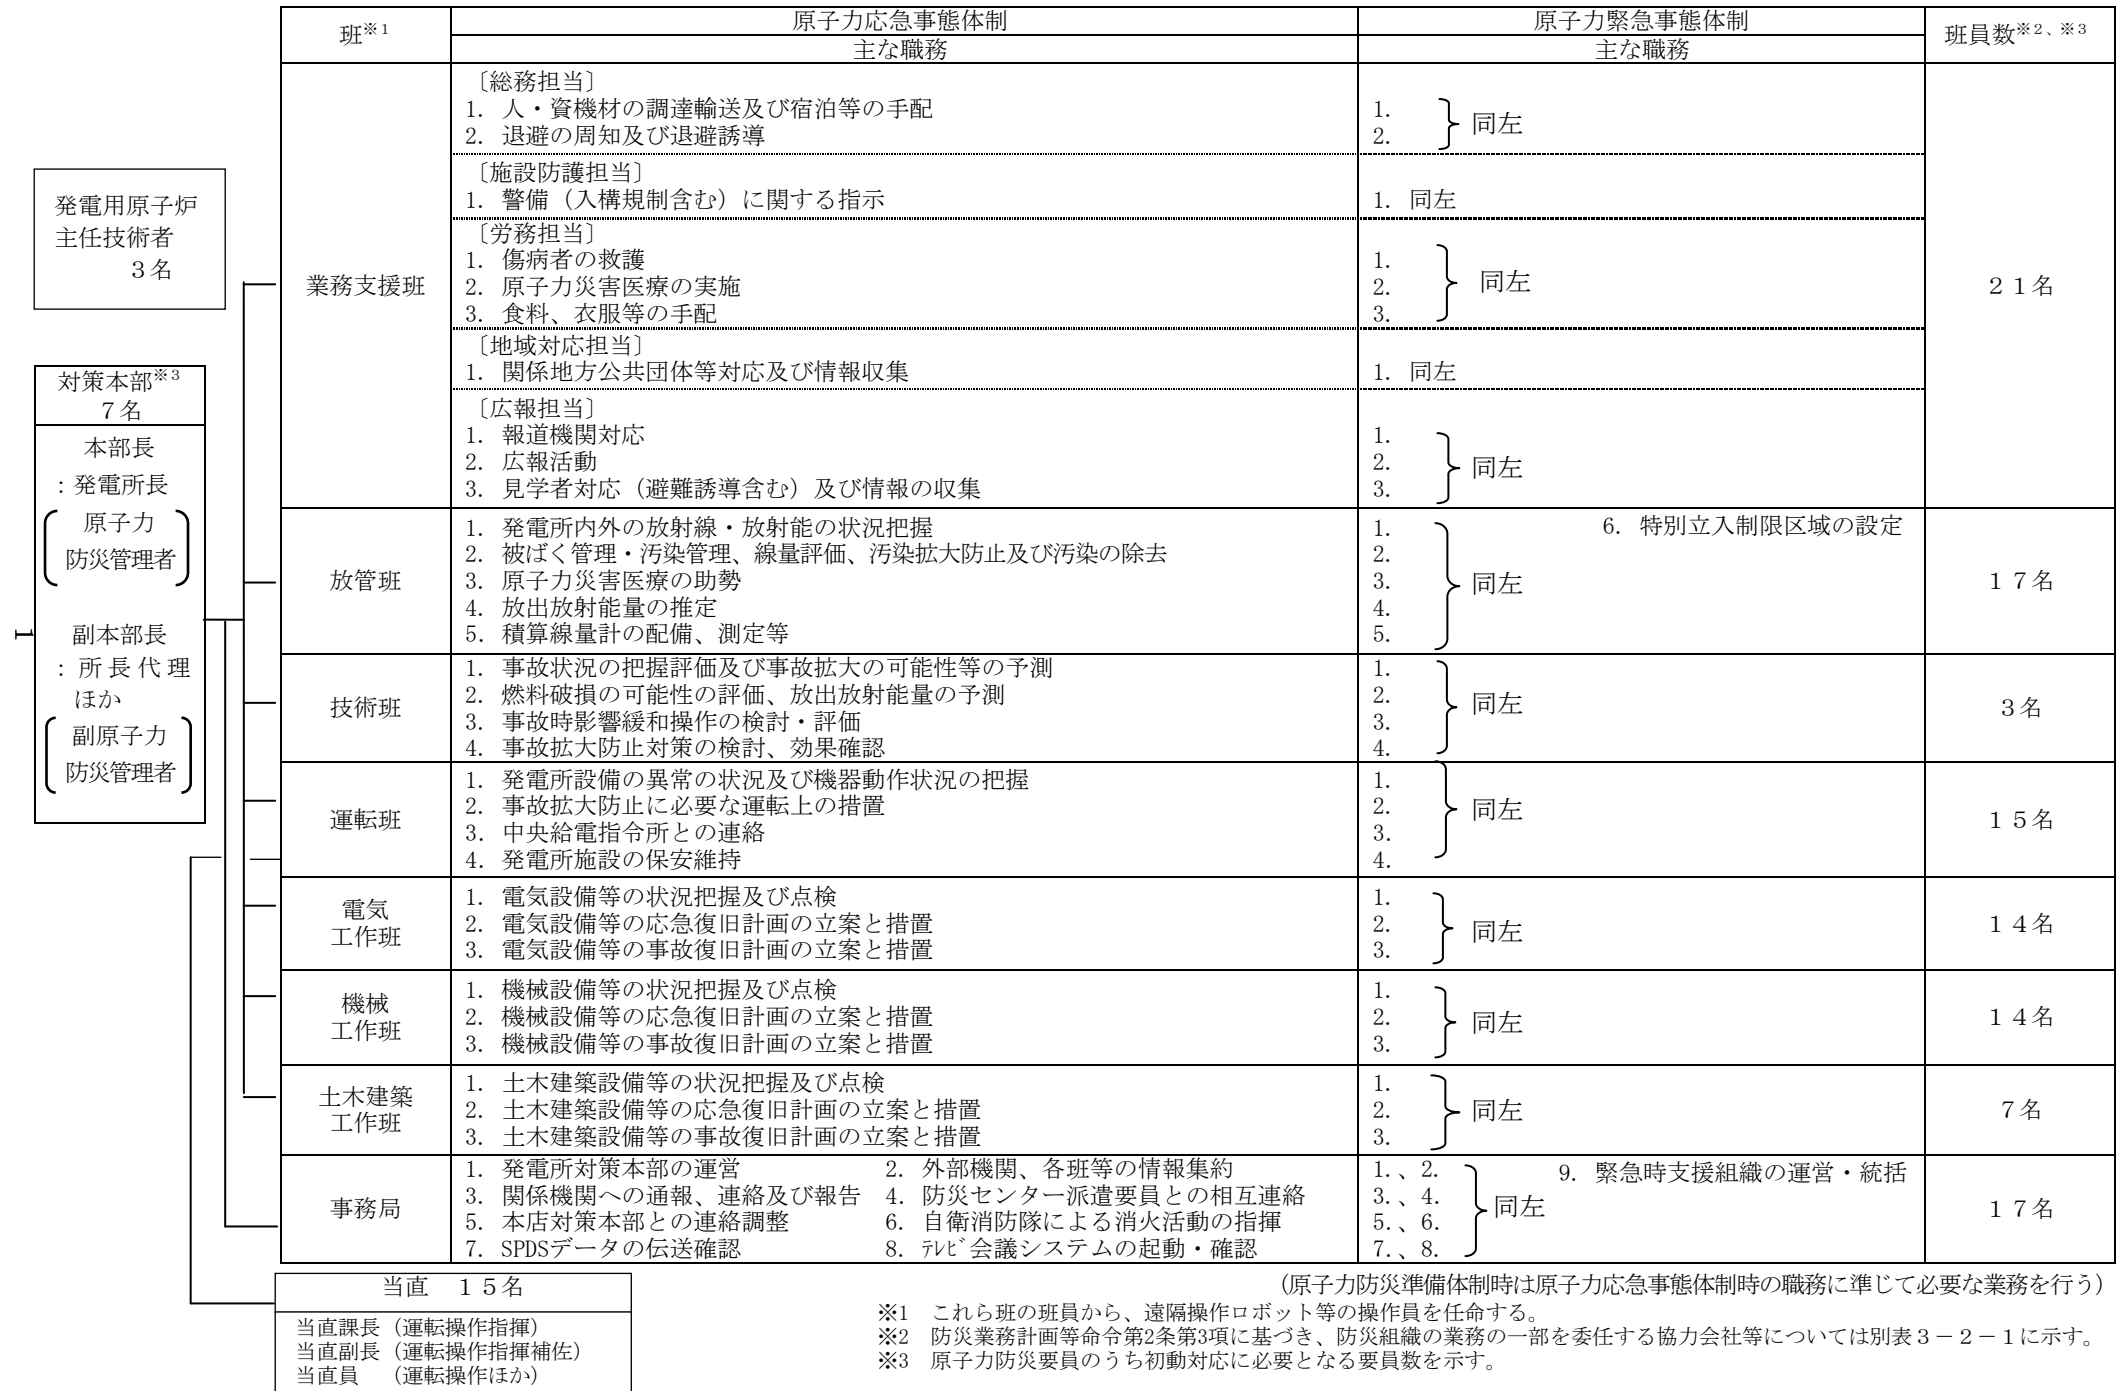 班※1
原子力応急事態体制
主な職務
原子力緊急事態体制
主な職務
班員数※2、※3
発電用原子炉
主任技術者
3名
対策本部※3
7名
本部長
：発電所長
原子力
防災管理者
副本部長
：所長代理
ほか
副原子力
防災管理者
1
業務支援班
〔総務担当〕
1. 人・資機材の調達輸送及び宿泊等の手配
2. 退避の周知及び退避誘導
1.
2.
同左
〔施設防護担当〕
1. 警備（入構規制含む）に関する指示
1. 同左
〔労務担当〕
1. 傷病者の救護
2. 原子力災害医療の実施
3. 食料、衣服等の手配
1.
2.
3.
同左
〔地域対応担当〕
1. 関係地方公共団体等対応及び情報収集
1. 同左
〔広報担当〕
1. 報道機関対応
2. 広報活動
3. 見学者対応（避難誘導含む）及び情報の収集
1.
2.
3.
同左
21名
放管班
1. 発電所内外の放射線・放射能の状況把握
2. 被ばく管理・汚染管理、線量評価、汚染拡大防止及び汚染の除去
3. 原子力災害医療の助勢
4. 放出放射能量の推定
5. 積算線量計の配備、測定等
1.
2.
3.
4.
5.
同左
6. 特別立入制限区域の設定
17名
技術班
1. 事故状況の把握評価及び事故拡大の可能性等の予測
2. 燃料破損の可能性の評価、放出放射能量の予測
3. 事故時影響緩和操作の検討・評価
4. 事故拡大防止対策の検討、効果確認
1.
2.
3.
4.
同左
3名
運転班
1. 発電所設備の異常の状況及び機器動作状況の把握
2. 事故拡大防止に必要な運転上の措置
3. 中央給電指令所との連絡
4. 発電所施設の保安維持
1.
2.
3.
4.
同左
15名
電気
工作班
1. 電気設備等の状況把握及び点検
2. 電気設備等の応急復旧計画の立案と措置
3. 電気設備等の事故復旧計画の立案と措置
1.
2.
3.
同左
14名
機械
工作班
1. 機械設備等の状況把握及び点検
2. 機械設備等の応急復旧計画の立案と措置
3. 機械設備等の事故復旧計画の立案と措置
1.
2.
3.
同左
14名
土木建築
工作班
1. 土木建築設備等の状況把握及び点検
2. 土木建築設備等の応急復旧計画の立案と措置
3. 土木建築設備等の事故復旧計画の立案と措置
1.
2.
3.
同左
7名
事務局
1. 発電所対策本部の運営 2. 外部機関、各班等の情報集約
3. 関係機関への通報、連絡及び報告 4. 防災センター派遣要員との相互連絡
5. 本店対策本部との連絡調整 6. 自衛消防隊による消火活動の指揮
7. SPDSデータの伝送確認 8. ﾃﾚﾋﾞ会議システムの起動・確認
1.、2.
3.、4.
5.、6.
7.、8.
同左
9. 緊急時支援組織の運営・統括
17名
当直 15名
当直課長（運転操作指揮）
当直副長（運転操作指揮補佐）
当直員 （運転操作ほか）
（原子力防災準備体制時は原子力応急事態体制時の職務に準じて必要な業務を行う）
※1 これら班の班員から、遠隔操作ロボット等の操作員を任命する。
※2 防災業務計画等命令第2条第3項に基づき、防災組織の業務の一部を委任する協力会社等については別表3－2－1に示す。
※3 原子力防災要員のうち初動対応に必要となる要員数を示す。